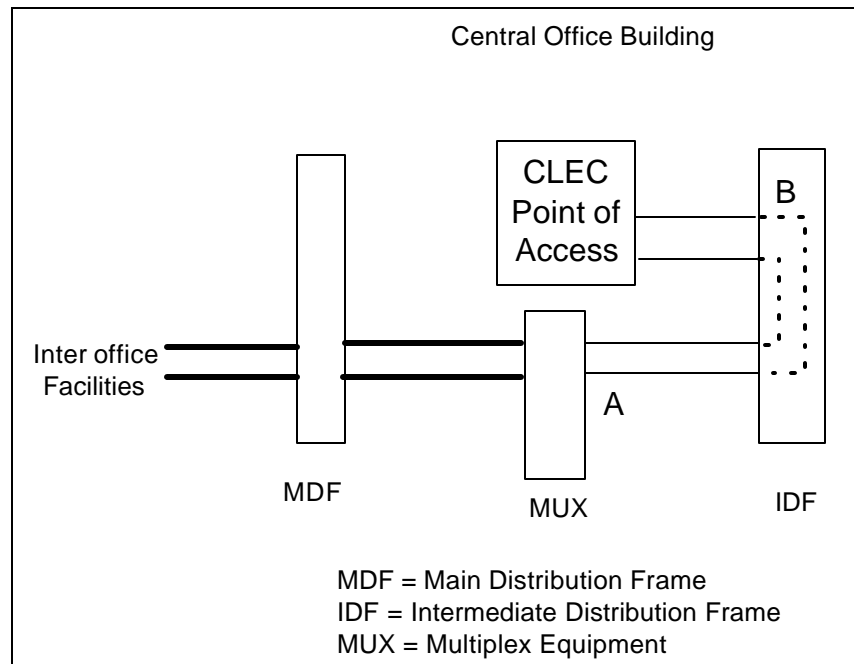 Central Office Building
CLEC
Point of
Access
B
Inter office
Facilities
A
MDF
MUX
IDF
MDF = Main Distribution Frame
IDF = Intermediate Distribution Frame
MUX = Multiplex Equipment